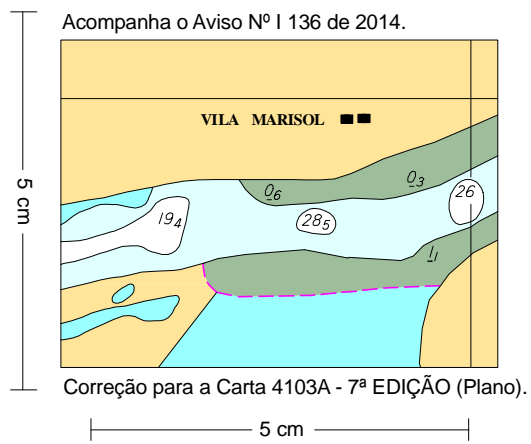 Acompanha o Aviso Nº I 136 de 2014.
5 cm
VILA MARISOL
0₆
0₃
26
19₄
28₅
1₁
Correção para a Carta 4103A - 7ª EDIÇÃO (Plano).
5 cm